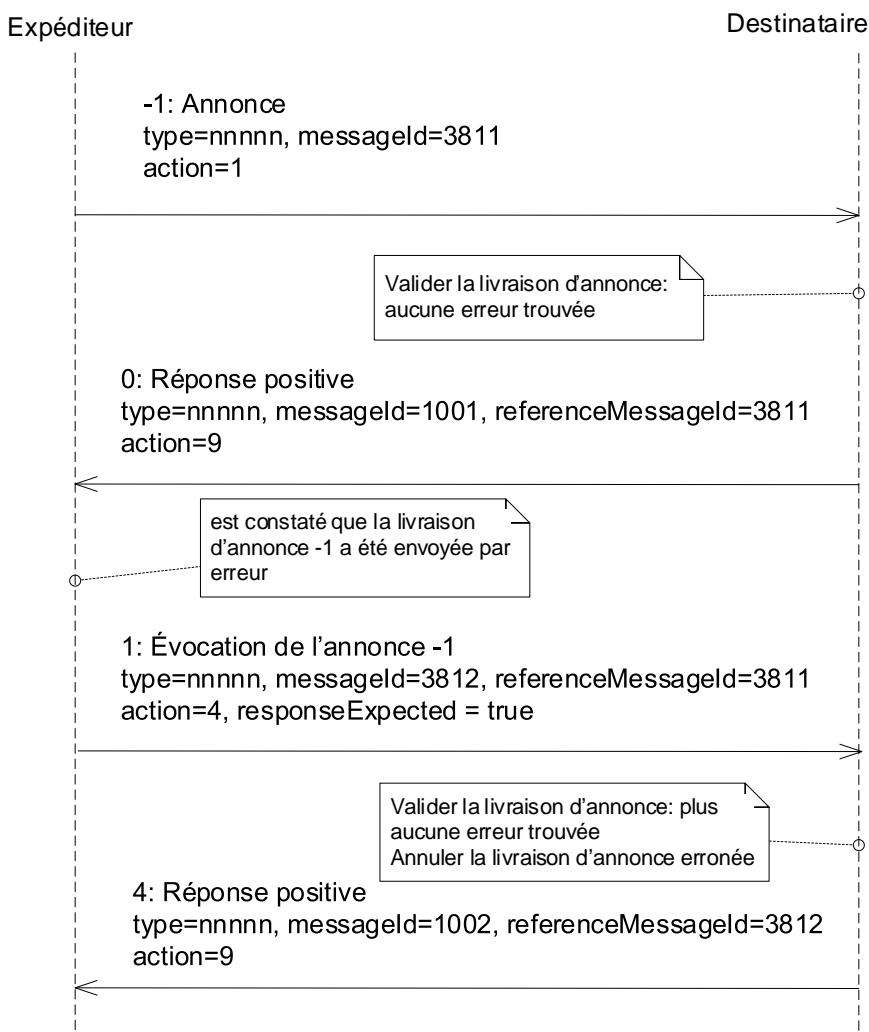 Expéditeur
Destinataire
-1: Annonce
type=nnnnn, messageId=3811
action=1
Valider la livraison d'annonce:
aucune erreur trouvée
0: Réponse positive
type=nnnnn, messageId=1001, referenceMessageId=3811
action=9
est constaté que la livraison
d'annonce -1 a été envoyée par
erreur
1: Évocation de l’annonce -1
type=nnnnn, messageId=3812, referenceMessageId=3811
action=4, responseExpected = true
Valider la livraison d’annonce: plus
aucune erreur trouvée
Annuler la livraison d’annonce erronée
4: Réponse positive
type=nnnnn, messageId=1002, referenceMessageId=3812
action=9